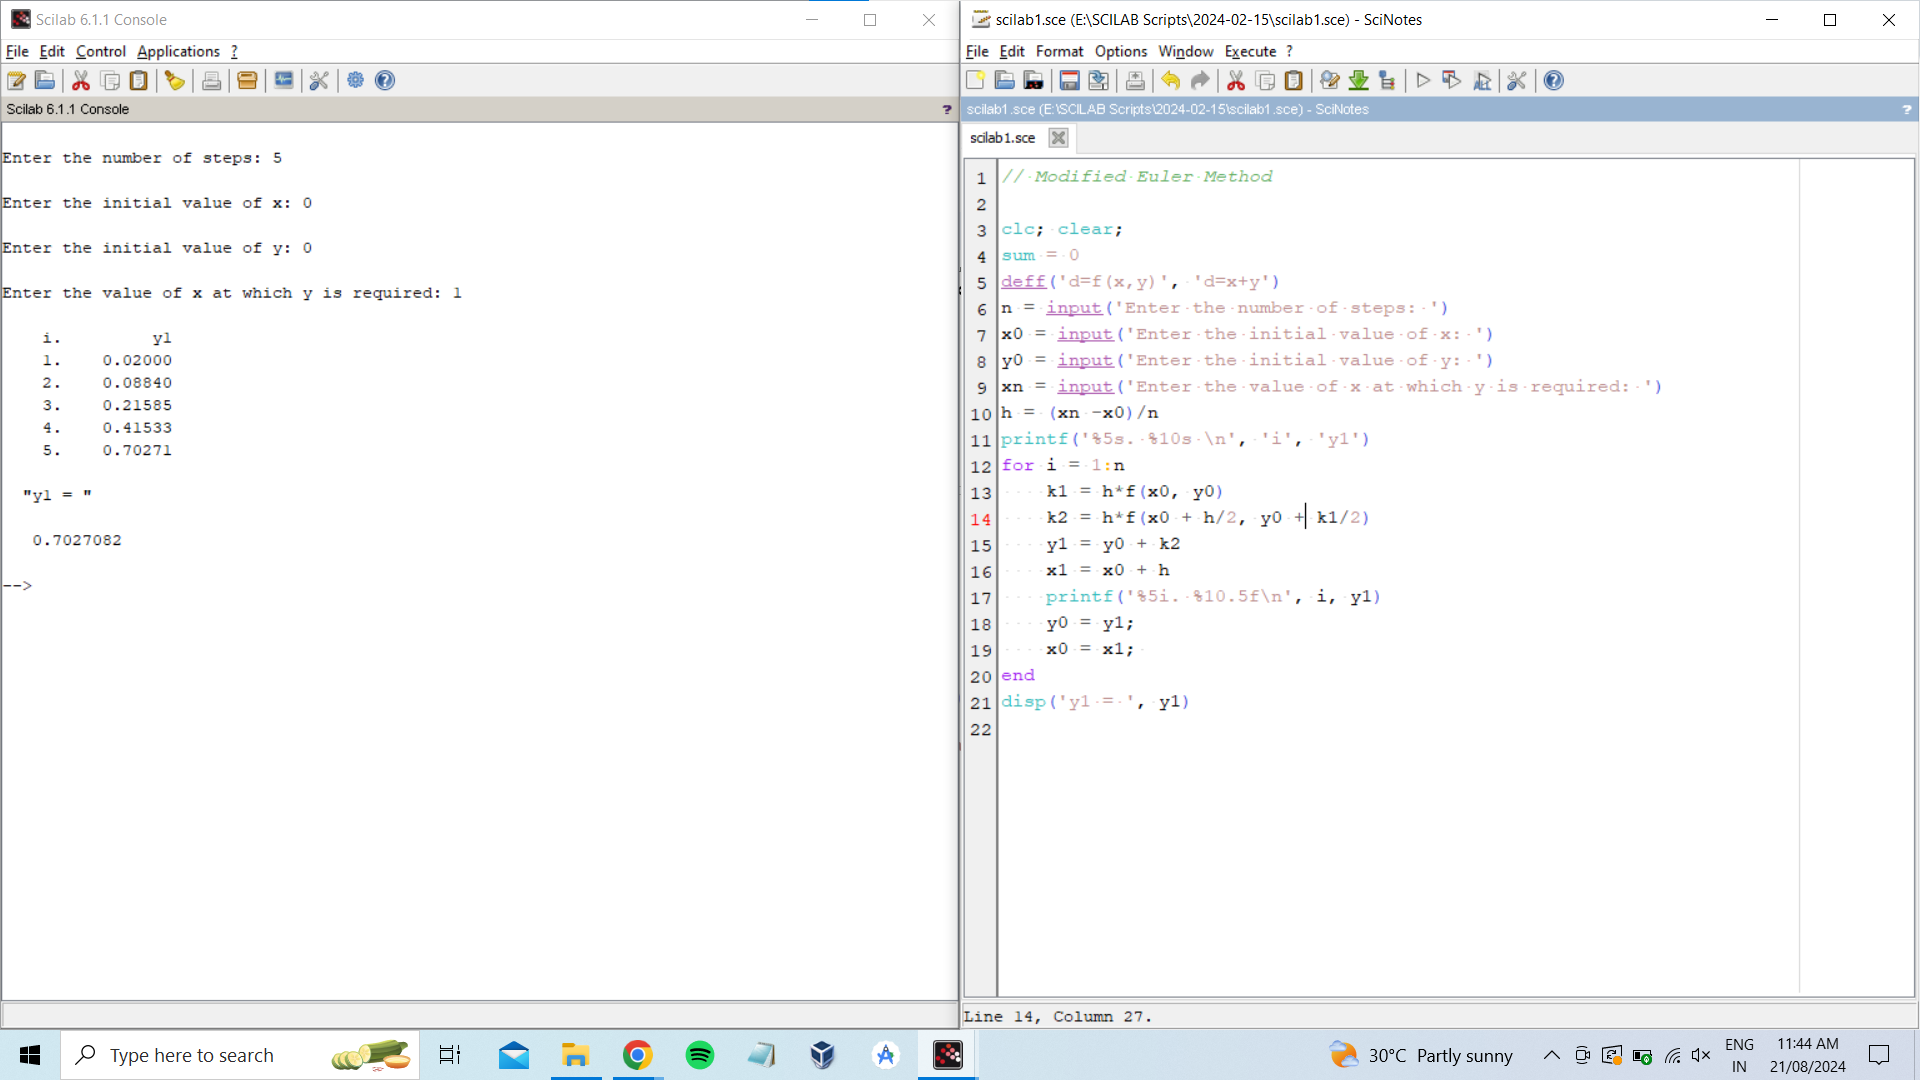 Scilab 6.1.1 Console
File Edit Control Applications ?
Scilab 6.1.1 Console ?
Enter the number of steps: 5
Enter the initial value of x: 0
Enter the initial value of y: 0
Enter the value of x at which y is required: 1
i. y1
1. 0.02000
2. 0.08840
3. 0.21585
4. 0.41533
5. 0.70271
"y1 = "
0.7027082
-->
scilab1.sce (E:\SCILAB Scripts\2024-02-15\scilab1.sce) - SciNotes
File Edit Format Options Window Execute ?
scilab1.sce (E:\SCILAB Scripts\2024-02-15\scilab1.sce) - SciNotes ?
scilab1.sce
1 // Modified Euler Method
2
3 clc; clear;
4 sum = 0
5 deff('d=f(x,y)', 'd=x+y')
6 n = input('Enter the number of steps: ')
7 x0 = input('Enter the initial value of x: ')
8 y0 = input('Enter the initial value of y: ')
9 xn = input('Enter the value of x at which y is required: ')
10 h = (xn -x0)/n
11 printf('%5s. %10s \n', 'i', 'y1')
12 for i = 1:n
13 k1 = h*f(x0, y0)
14 k2 = h*f(x0 + h/2, y0 + k1/2)
15 y1 = y0 + k2
16 x1 = x0 + h
17 printf('%5i. %10.5f\n', i, y1)
18 y0 = y1;
19 x0 = x1;
20 end
21 disp('y1 = ', y1)
22
Line 14, Column 27.
Type here to search
30°C Partly sunny
ENG
IN
11:44 AM
21/08/2024